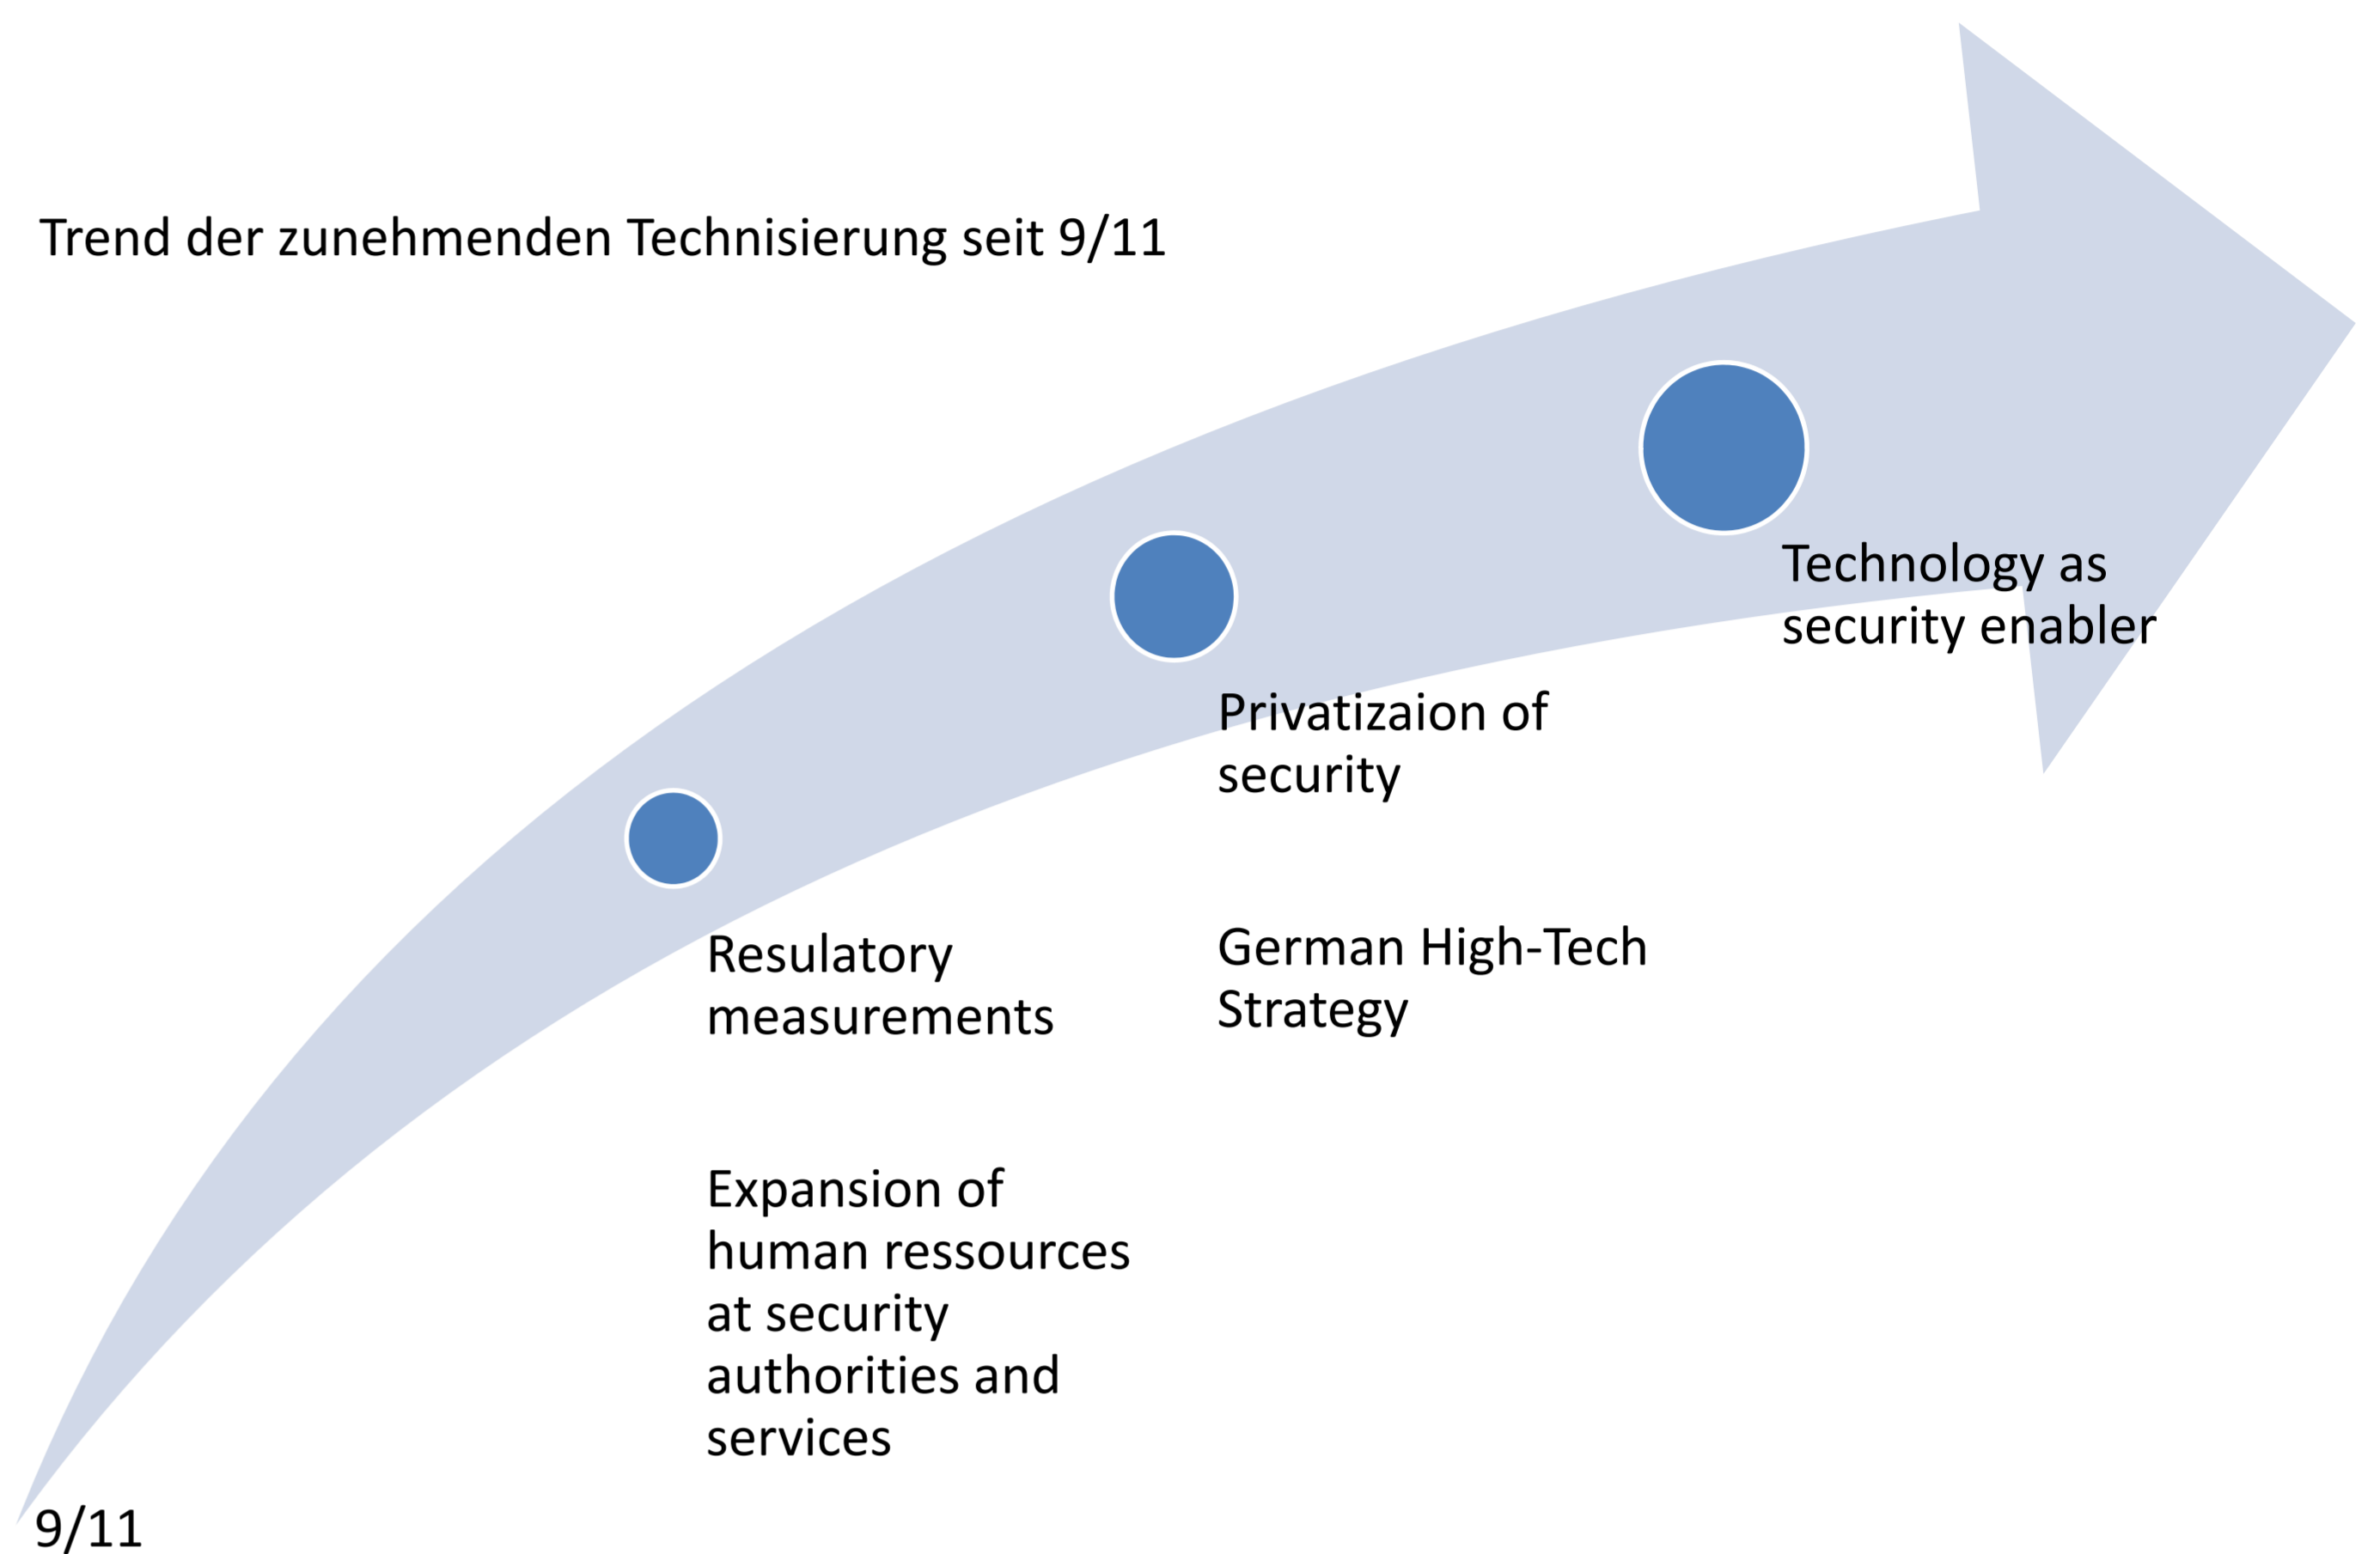 Trend der zunehmenden Technisierung seit 9/11
Technology as
security enabler
Privatizaion of
security
German High-Tech
Strategy
Resulatory
measurements
Expansion of
human ressources
at security
authorities and
services
9/11